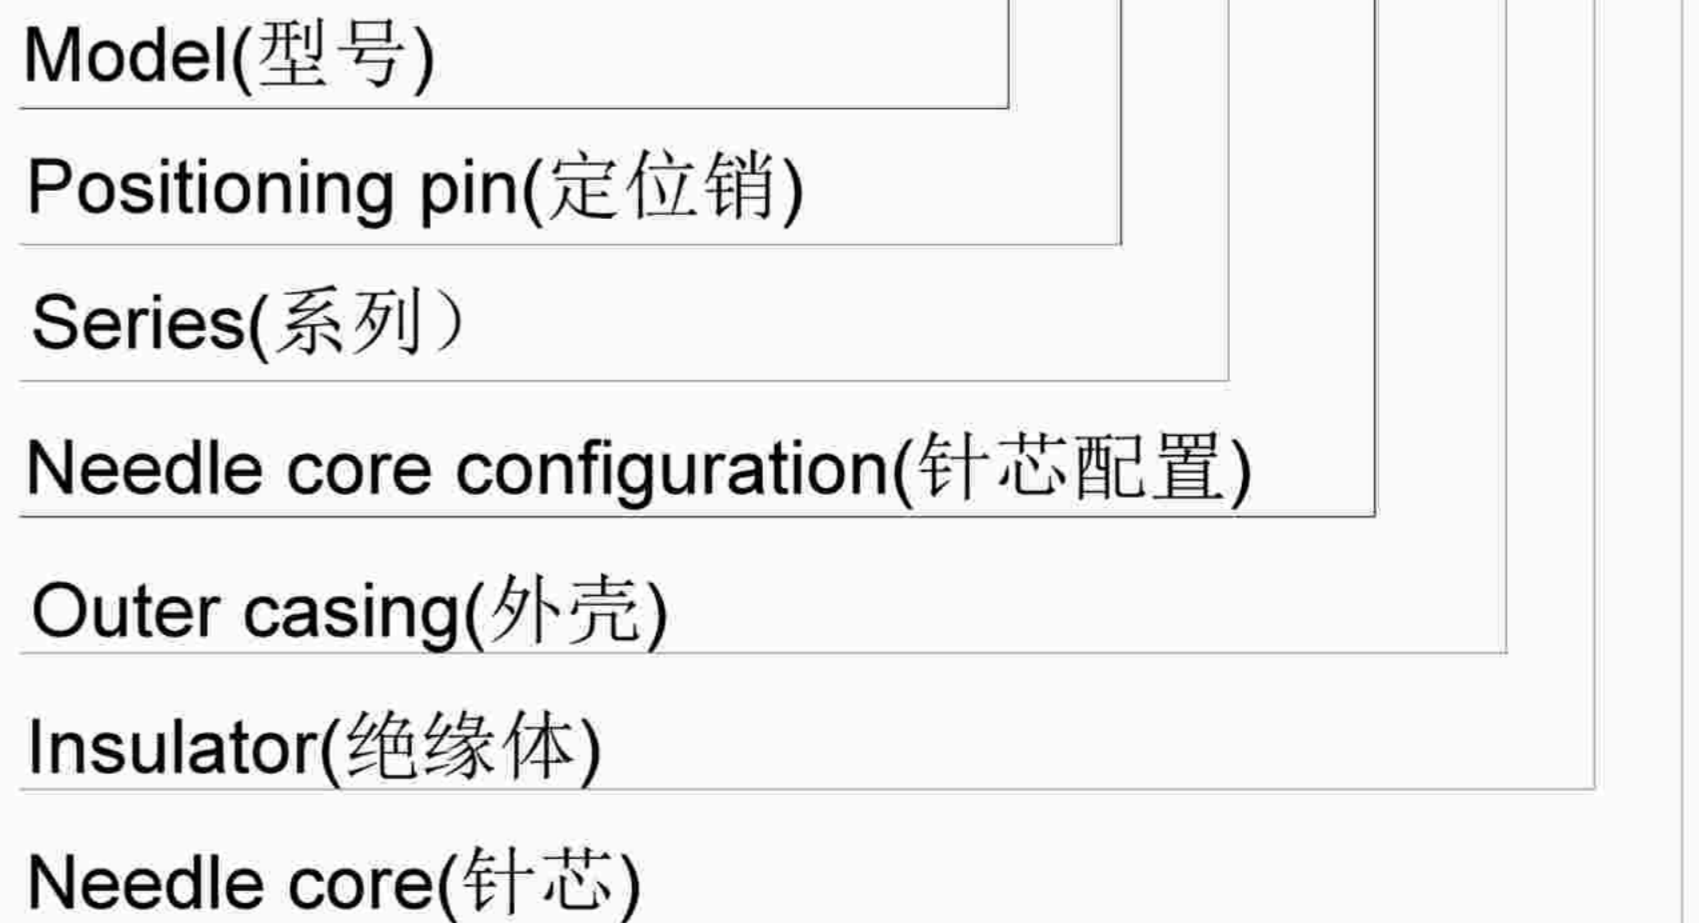 Model(型号)
Positioning pin(定位销)
Series(系列）
Needle core configuration(针芯配置)
Outer casing(外壳)
Insulator(绝缘体)
Needle core(针芯)